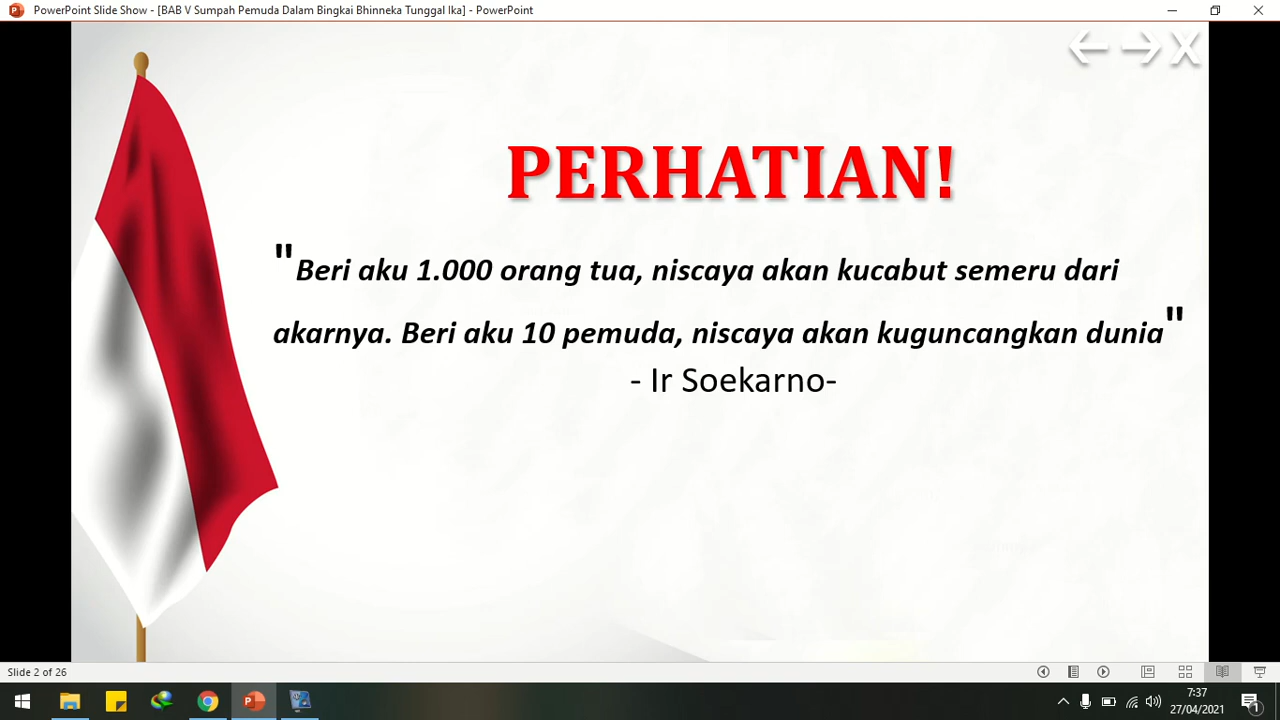 PowerPoint Slide Show - [BAB V Sumpah Pemuda Dalam Bingkai Bhinneka Tunggal Ika] - PowerPoint
X
PERHATIAN!
"Beri aku 1.000 orang tua, niscaya akan kucabut semeru dari
akarnya. Beri aku 10 pemuda, niscaya akan kuguncangkan dunia"
- Ir Soekarno-
Slide 2 of 26
7:37
27/04/2021
1